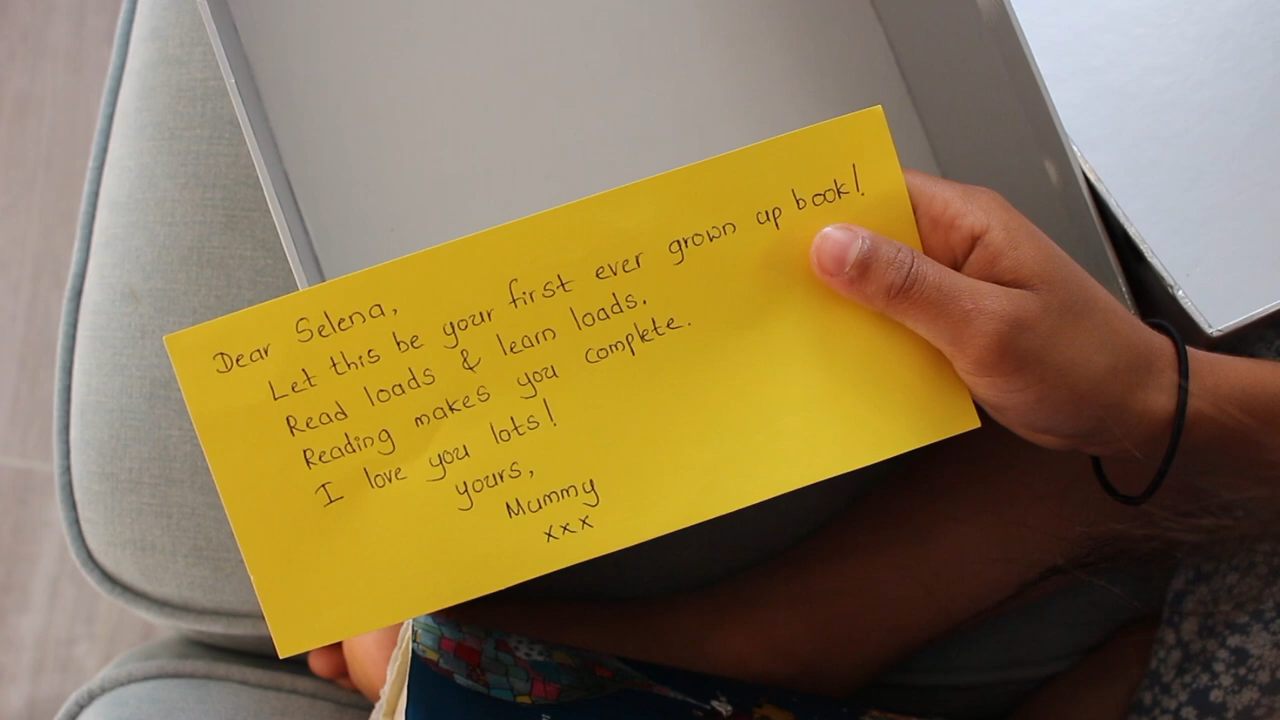 Dear Selena,
Let this be your first ever grown up book!
Read loads & learn loads.
Reading makes you complete.
I love you lots!
yours,
Mummy
xxx